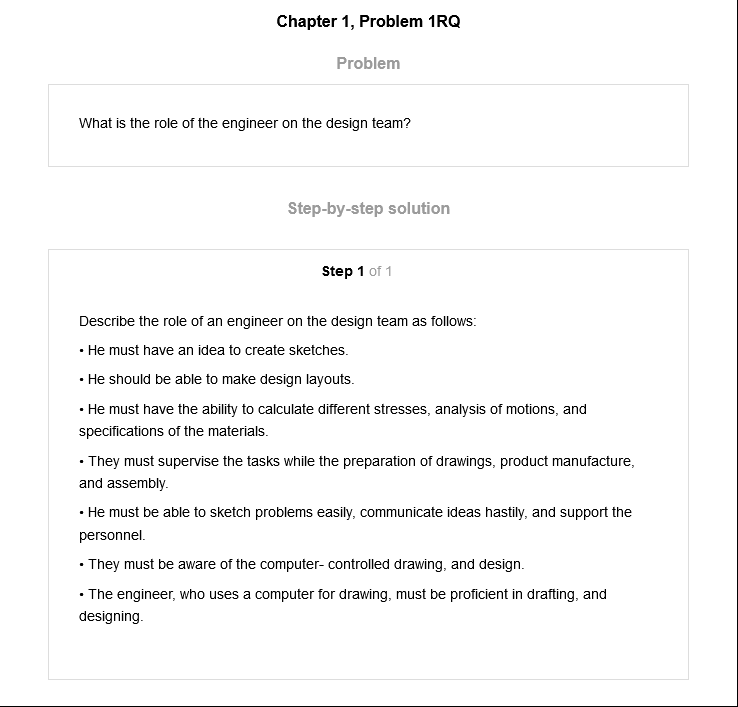 Chapter 1, Problem 1RQ
Problem
What is the role of the engineer on the design team?
Step-by-step solution
Step 1 of 1
Describe the role of an engineer on the design team as follows:
• He must have an idea to create sketches.
• He should be able to make design layouts.
• He must have the ability to calculate different stresses, analysis of motions, and
specifications of the materials.
• They must supervise the tasks while the preparation of drawings, product manufacture,
and assembly.
• He must be able to sketch problems easily, communicate ideas hastily, and support the
personnel.
• They must be aware of the computer- controlled drawing, and design.
• The engineer, who uses a computer for drawing, must be proficient in drafting, and
designing.